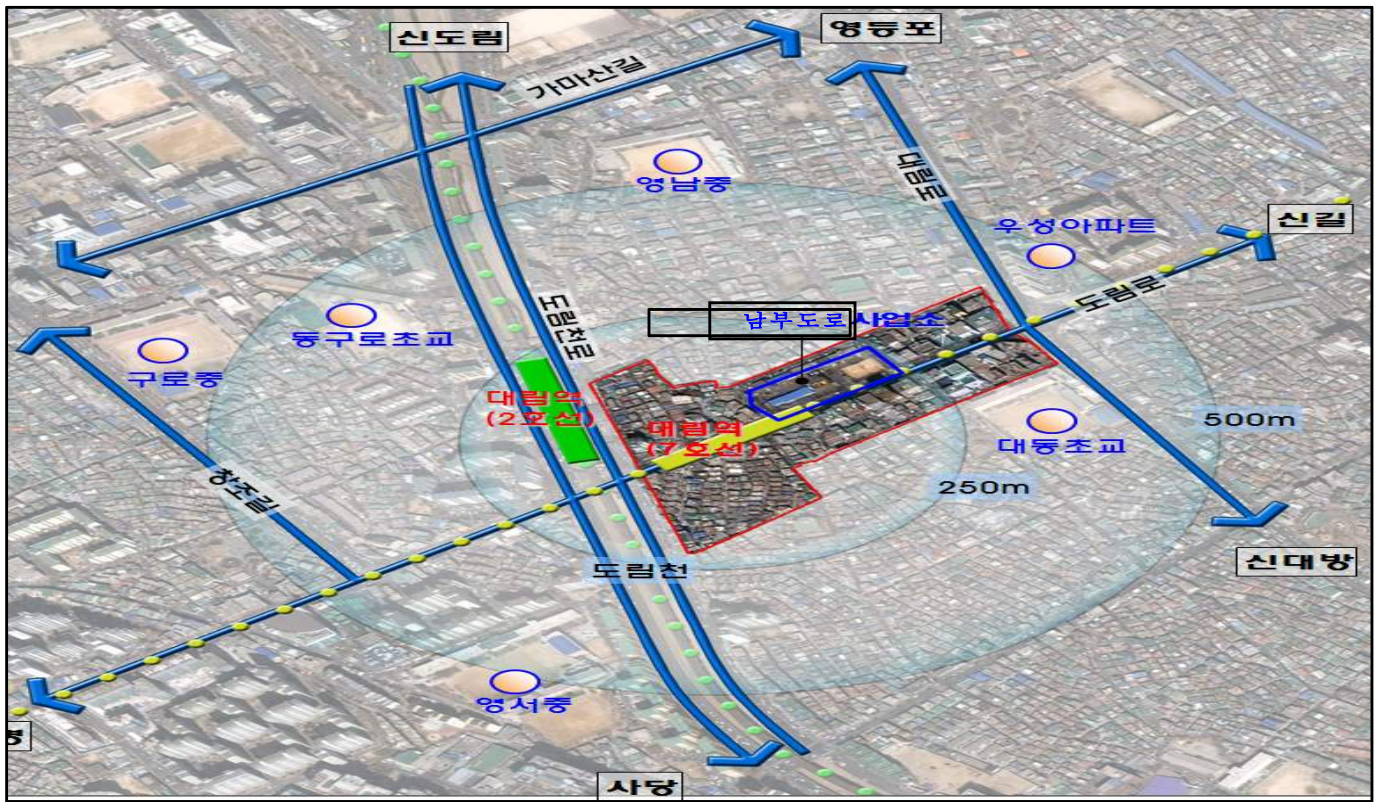 신도림
영등포
가마산길
영남중
대림로
우성아파트
신길
도림로
도림천로
남부도로사업소
동구로초교
구로중
대림역
(2호선)
대림역
(7호선)
500m
대동초교
250m
창조길
도림천
신대방
영서중
명
사당